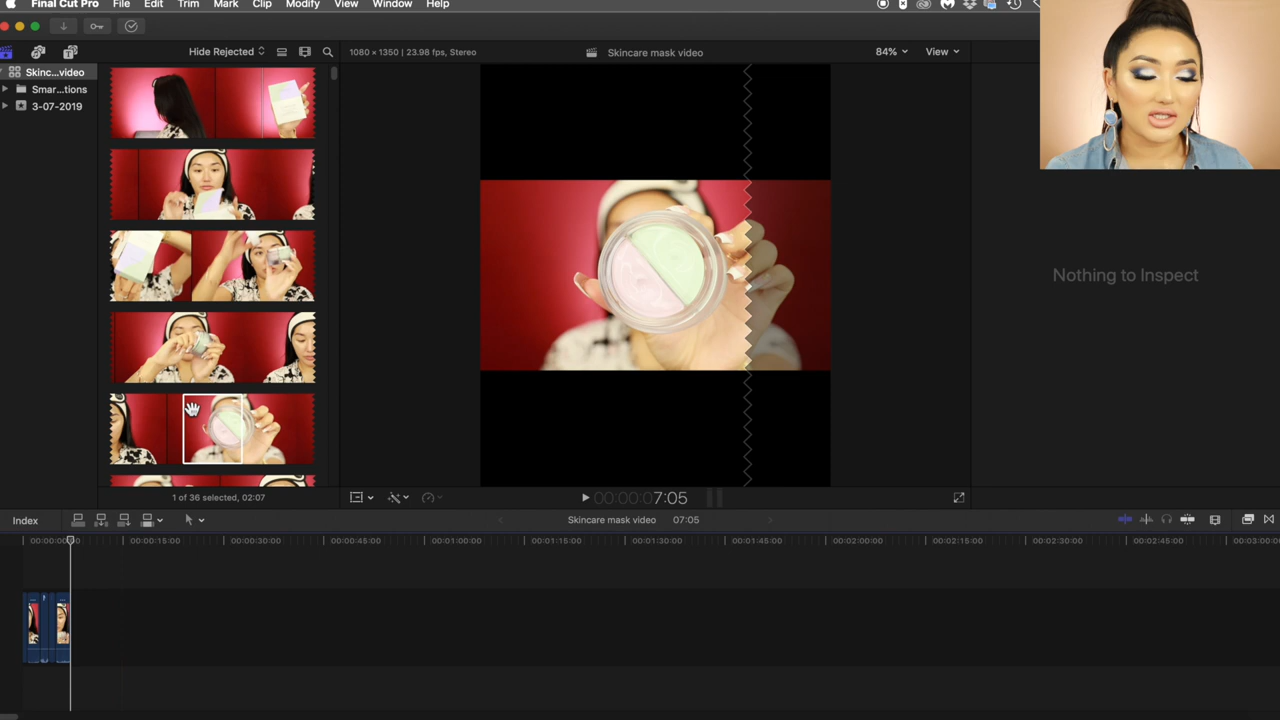 Final Cut Pro File Edit Trim Mark Clip Modify View Window Help
Hide Rejected 1080 × 1350 | 23.98 fps, Stereo Skincare mask video 84% View
Skinc...video
Smar...tions
3-07-2019
Nothing to Inspect
1 of 36 selected, 02:07 00:00:00:07:05
Index Skincare mask video 07:05
00:00:00:00 00:00:15:00 00:00:30:00 00:00:45:00 00:01:00:00 00:01:15:00 00:01:30:00 00:01:45:00 00:02:00:00 00:02:15:00 00:02:30:00 00:02:45:00 00:03:00:00